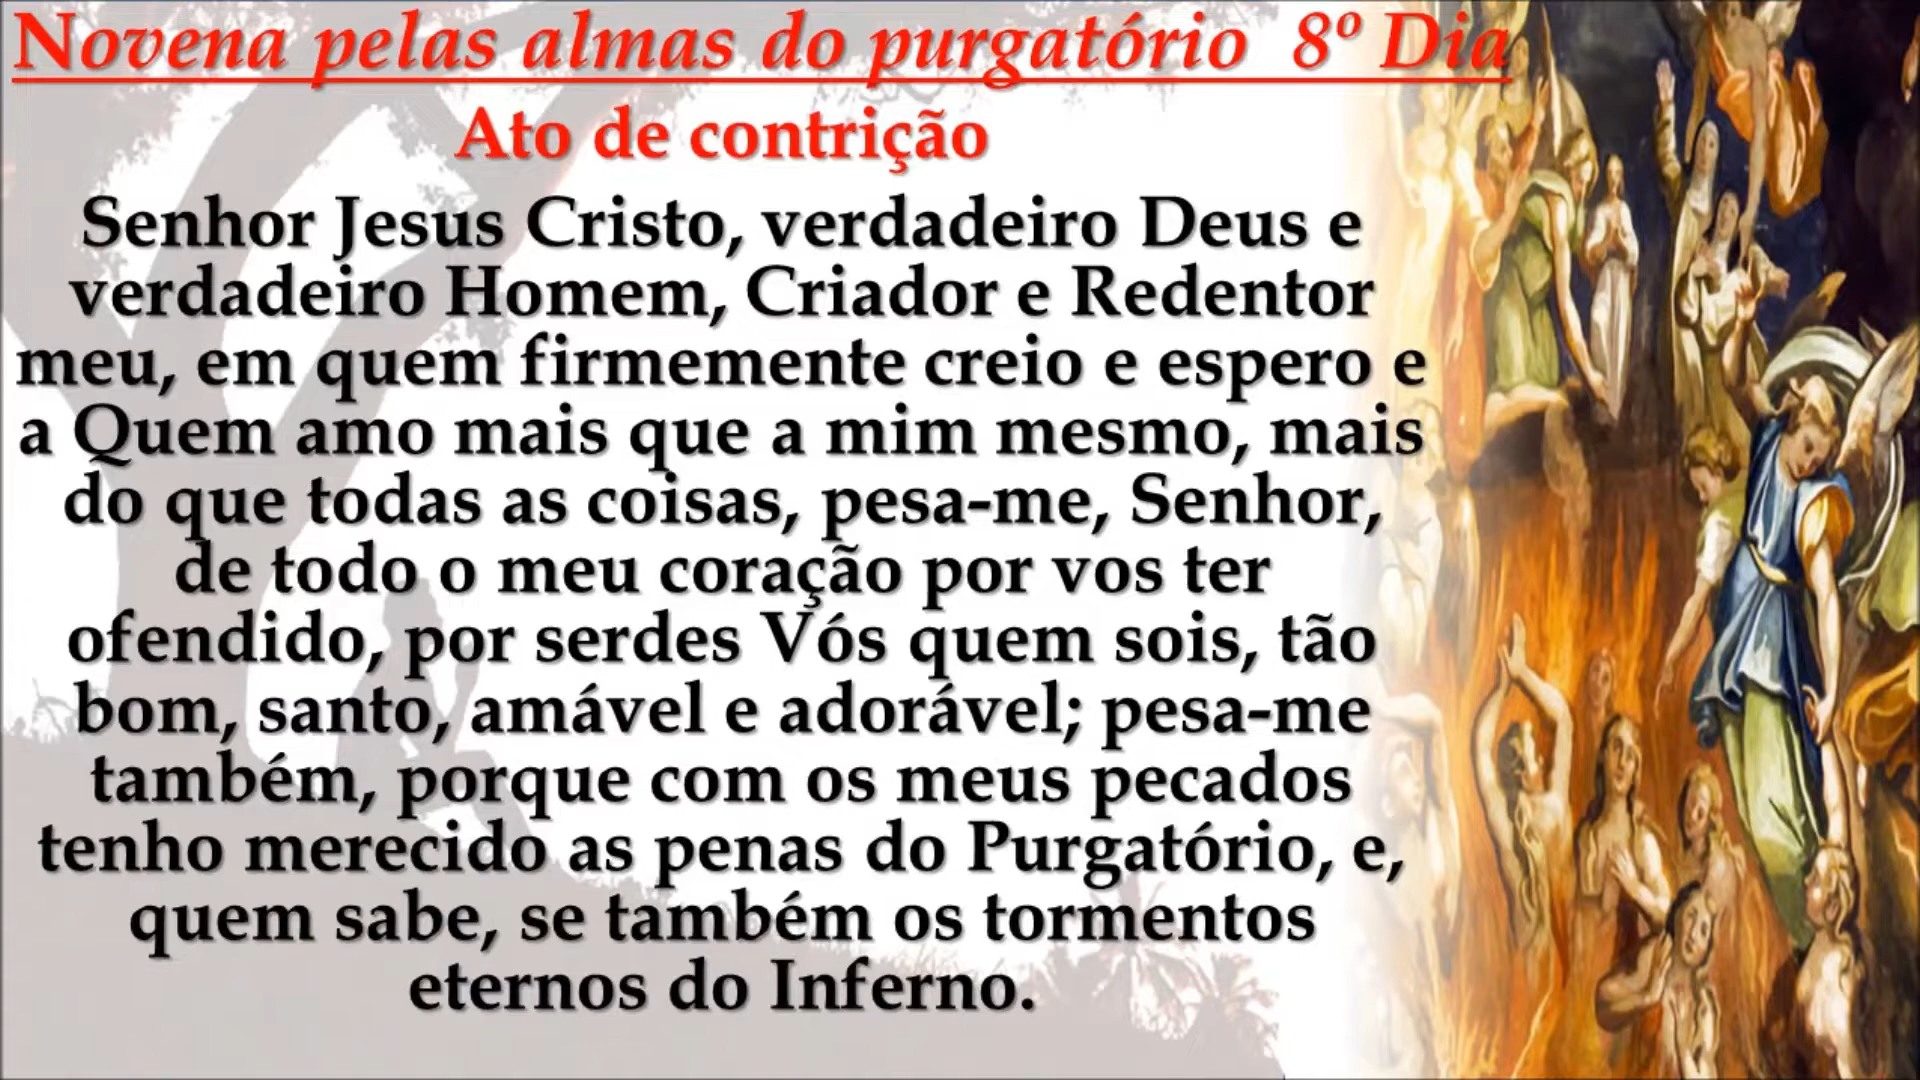 Novena pelas almas do purgatório 8º Dia
Ato de contrição
Senhor Jesus Cristo, verdadeiro Deus e
verdadeiro Homem, Criador e Redentor
meu, em quem firmemente creio e espero e
a Quem amo mais que a mim mesmo, mais
do que todas as coisas, pesa-me, Senhor,
de todo o meu coração por vos ter
ofendido, por serdes Vós quem sois, tão
bom, santo, amável e adorável; pesa-me
também, porque com os meus pecados
tenho merecido as penas do Purgatório, e,
quem sabe, se também os tormentos
eternos do Inferno.